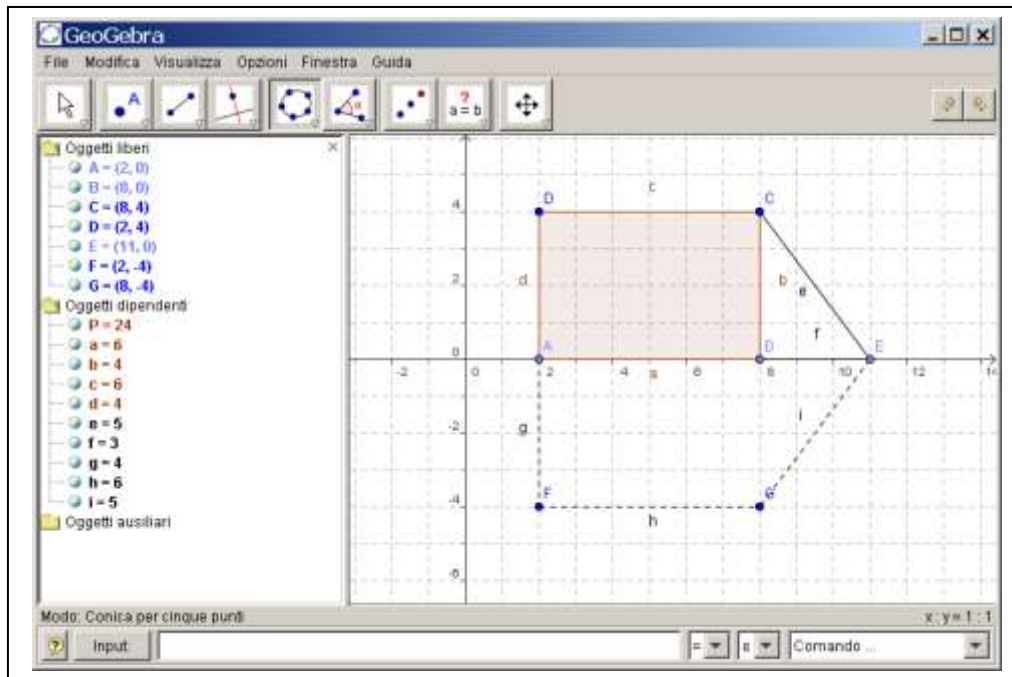 GeoGebra
File Modifica Visualizza Opzioni Finestra Guida
A α ? a = b
Oggetti liberi
A = (2, 0)
B = (8, 0)
C = (8, 4)
D = (2, 4)
E = (11, 0)
F = (2, -4)
G = (8, -4)
Oggetti dipendenti
P = 24
a = 6
b = 4
c = 6
d = 4
e = 5
f = 3
g = 4
h = 6
i = 5
Oggetti ausiliari
c
4 D C
2 d b e
f
0 A B E
-2 0 2 4 a 6 8 10 12 14
-2 g i
-4 F G
h
-6
Modo: Conica per cinque punti x : y = 1 : 1
? Input: = Comando ...